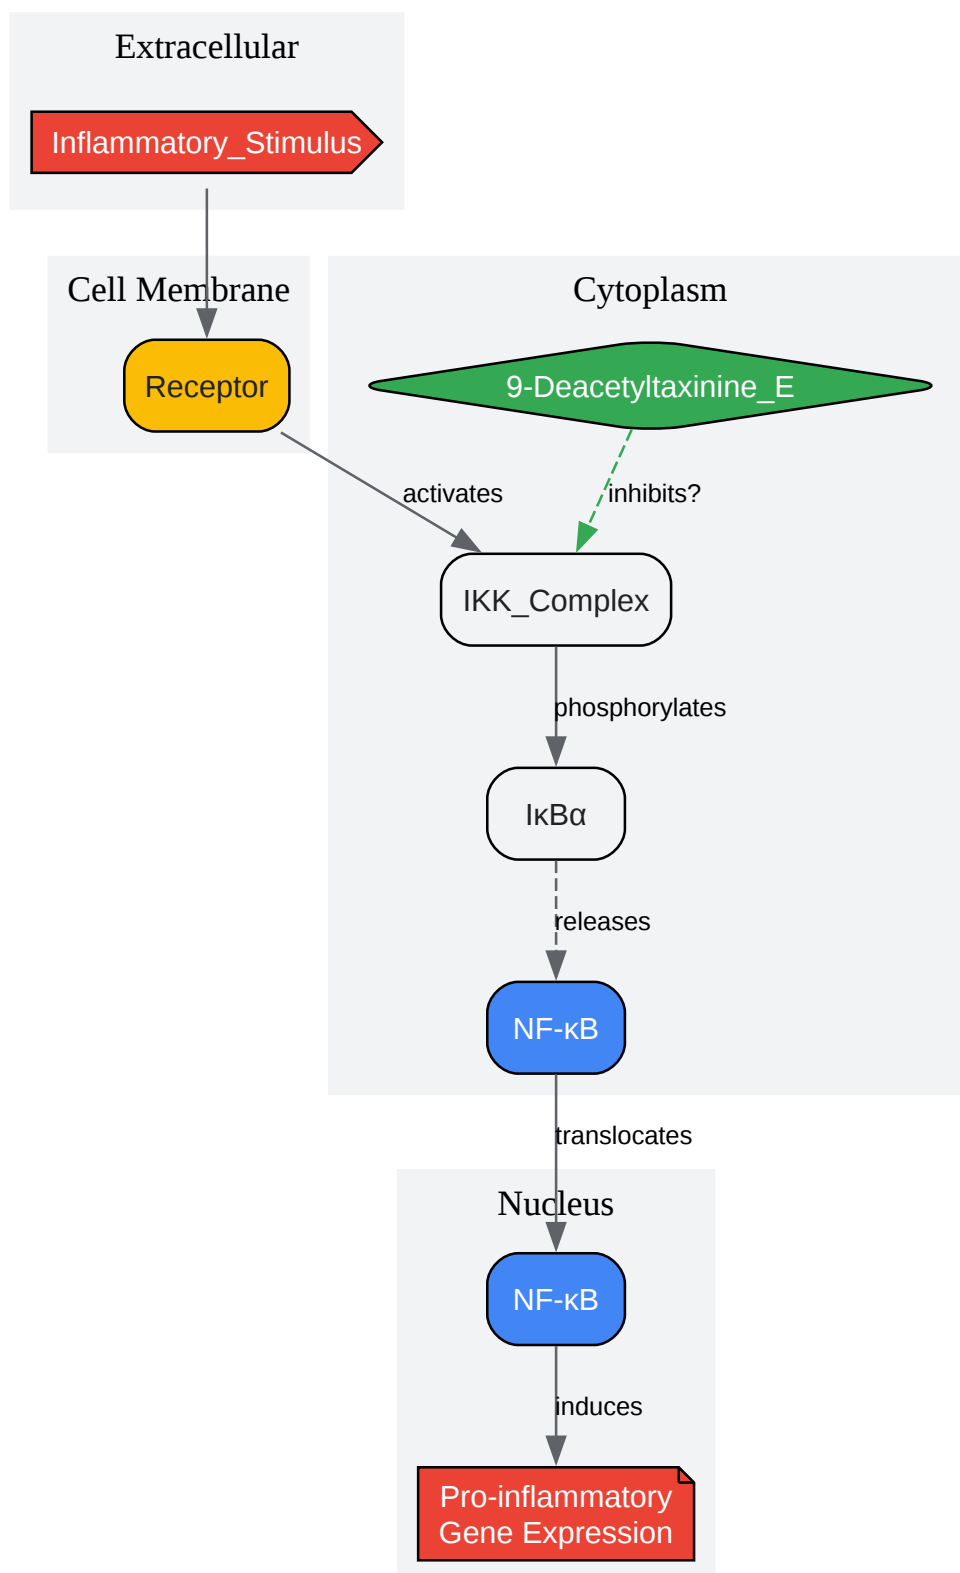 Extracellular
Inflammatory_Stimulus
Cell Membrane
Cytoplasm
Receptor
9-Deacetyltaxinine_E
activates
inhibits?
IKK_Complex
phosphorylates
IκBα
releases
NF-κB
translocates
Nucleus
NF-κB
induces
Pro-inflammatory
Gene Expression